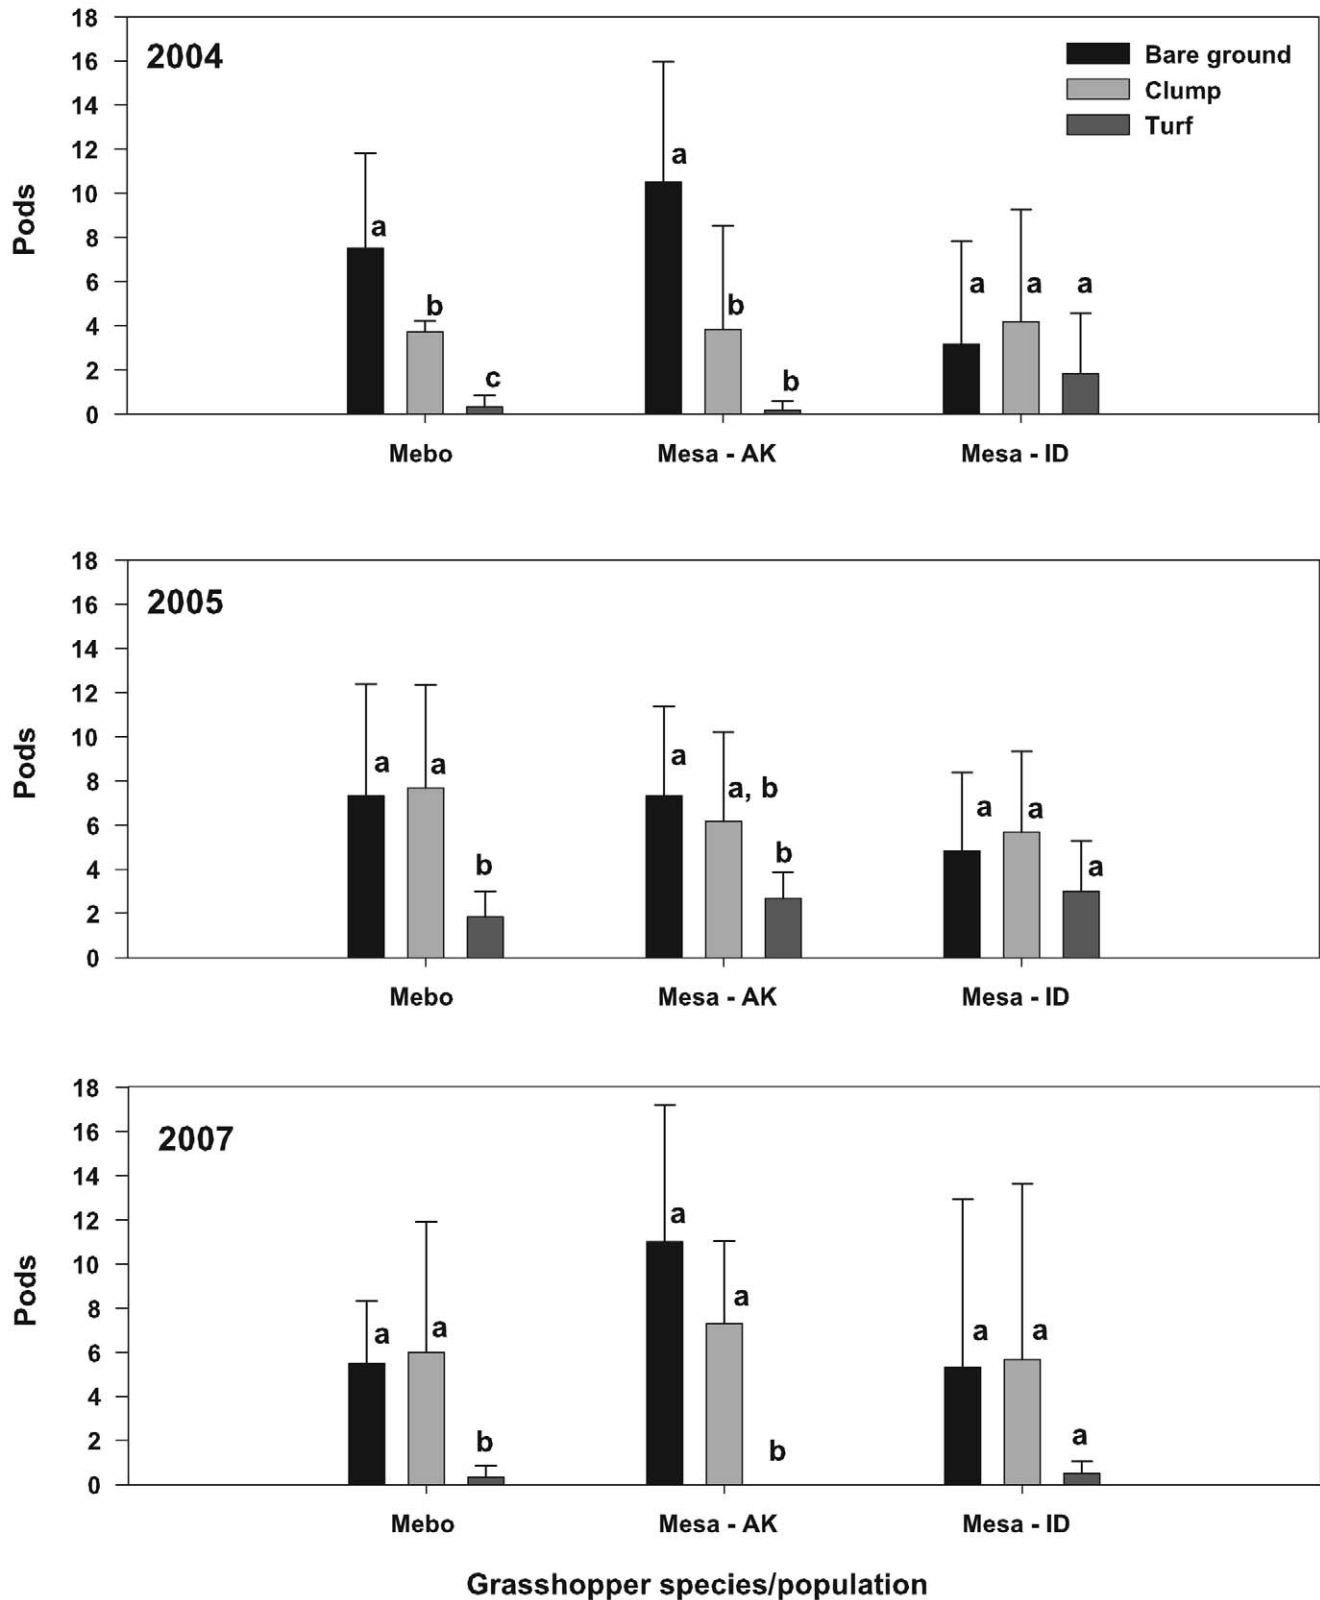 18
2004
Bare ground
16
Clump
14
Turf
12
a
10
a
Pods
8
6
a
a
a
b
b
4
2
c
b
0
Mebo
Mesa - AK
Mesa - ID
18
2005
16
14
12
10
Pods
8
a
a
a
a, b
6
a
a
4
b
b
a
2
0
Mebo
Mesa - AK
Mesa - ID
18
2007
16
14
12
a
10
Pods
8
a
6
a
a
a
a
4
2
b
b
a
0
Mebo
Mesa - AK
Mesa - ID
Grasshopper species/population